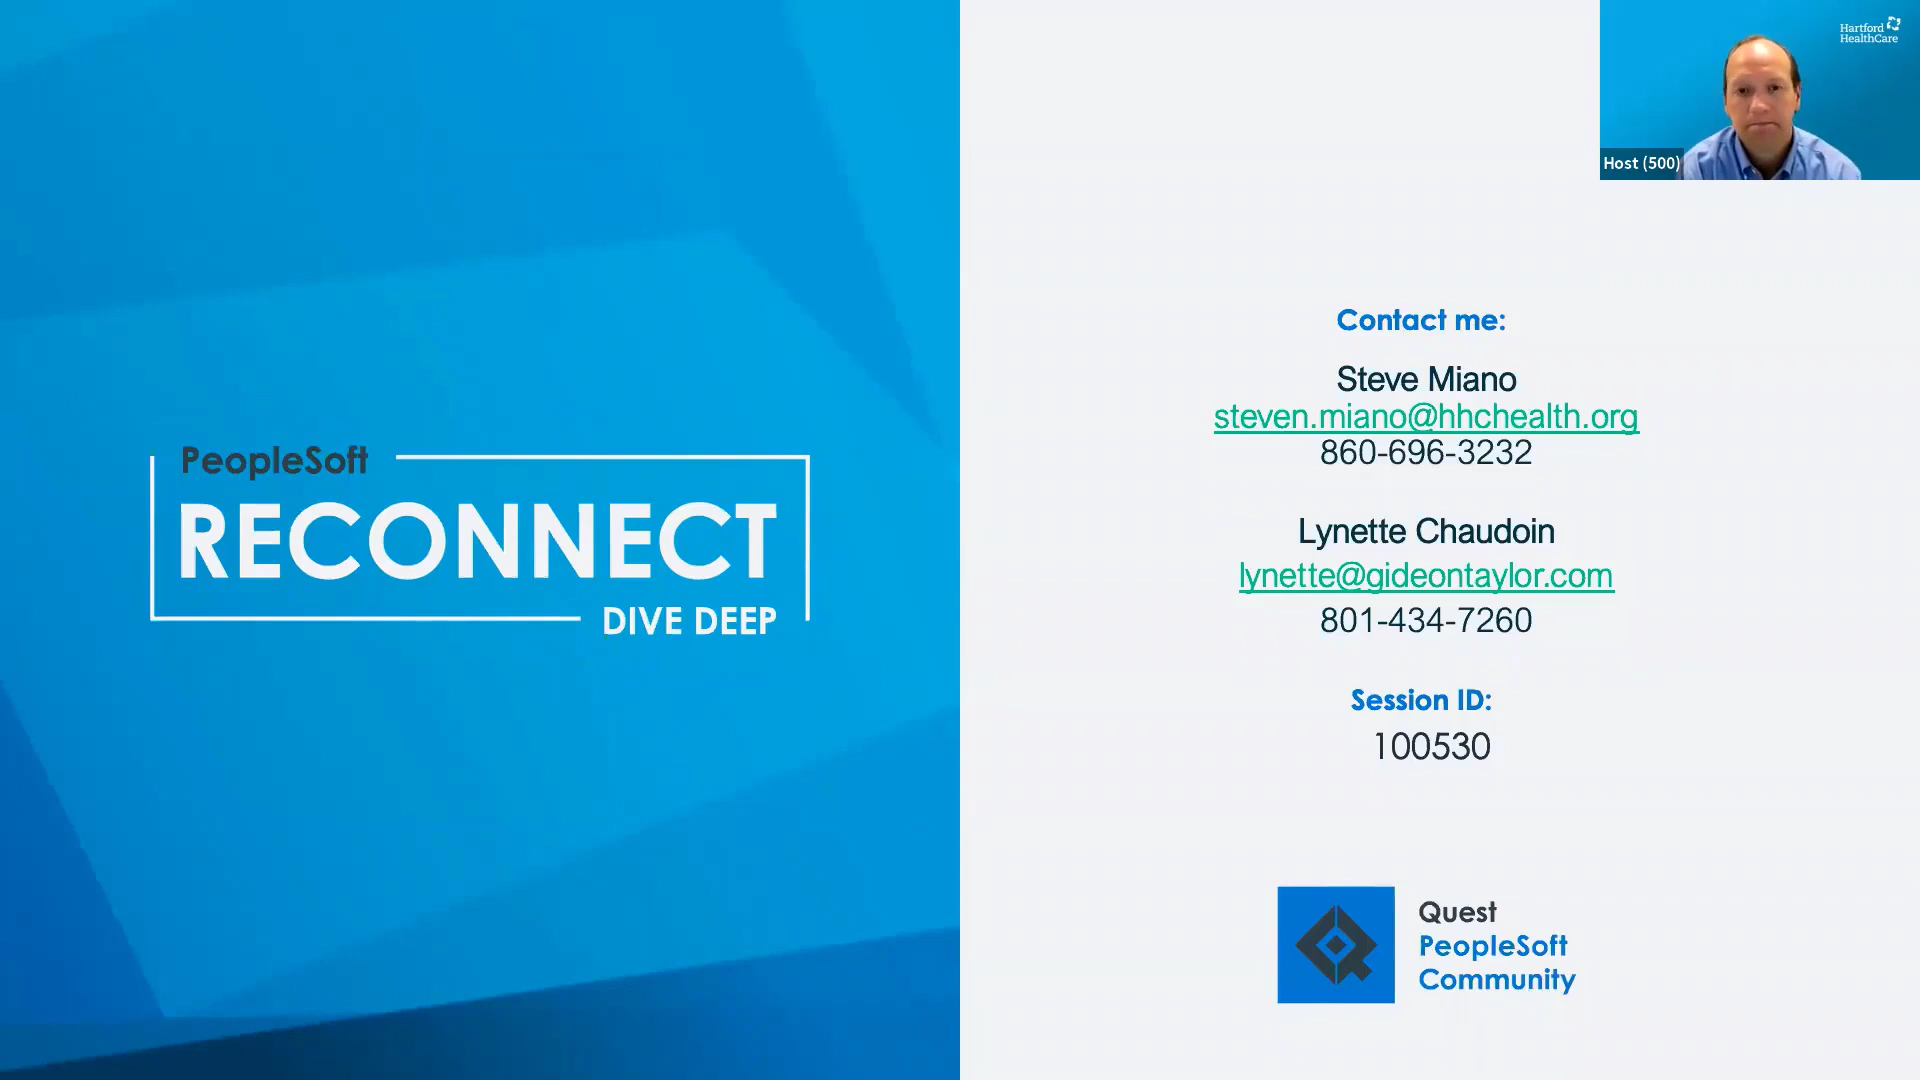 Hartford
HealthCare
Host (500)
PeopleSoft
RECONNECT
DIVE DEEP
Contact me:
Steve Miano
steven.miano@hhchealth.org
860-696-3232
Lynette Chaudoin
lynette@gideontaylor.com
801-434-7260
Session ID:
100530
Quest
PeopleSoft
Community